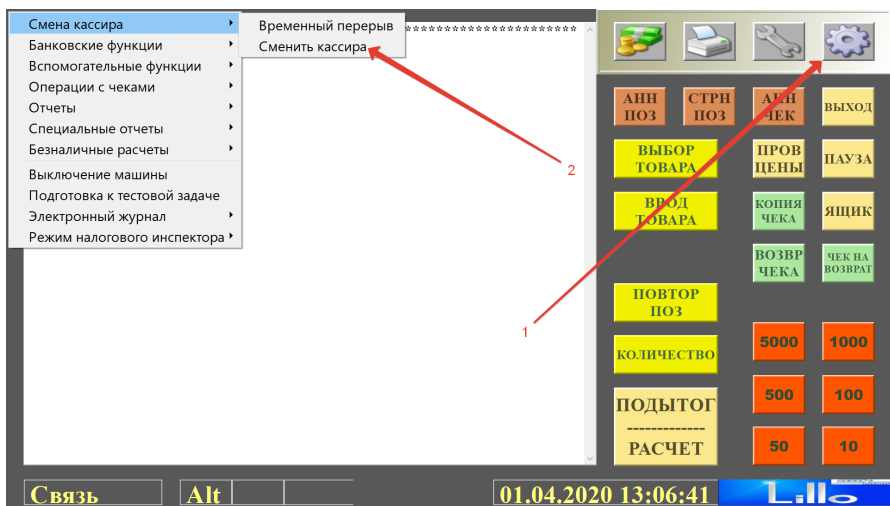 Смена кассира
Банковские функции
Вспомогательные функции
Операции с чеками
Отчеты
Специальные отчеты
Безналичные расчеты
Выключение машины
Подготовка к тестовой задаче
Электронный журнал
Режим налогового инспектора
Временный перерыв
Сменить кассира
**********************
1
2
АНН
ПОЗ
СТРН
ПОЗ
АНН
ЧЕК
ВЫХОД
ВЫБОР
ТОВАРА
ПРОВ
ЦЕНЫ
ПАУЗА
ВВОД
ТОВАРА
КОПИЯ
ЧЕКА
ЯЩИК
ВОЗВР
ЧЕКА
ЧЕК НА
ВОЗВРАТ
ПОВТОР
ПОЗ
КОЛИЧЕСТВО
5000
1000
ПОДЫТОГ
-------------
РАСЧЕТ
500
100
50
10
Связь
Alt
01.04.2020 13:06:41
Lillo